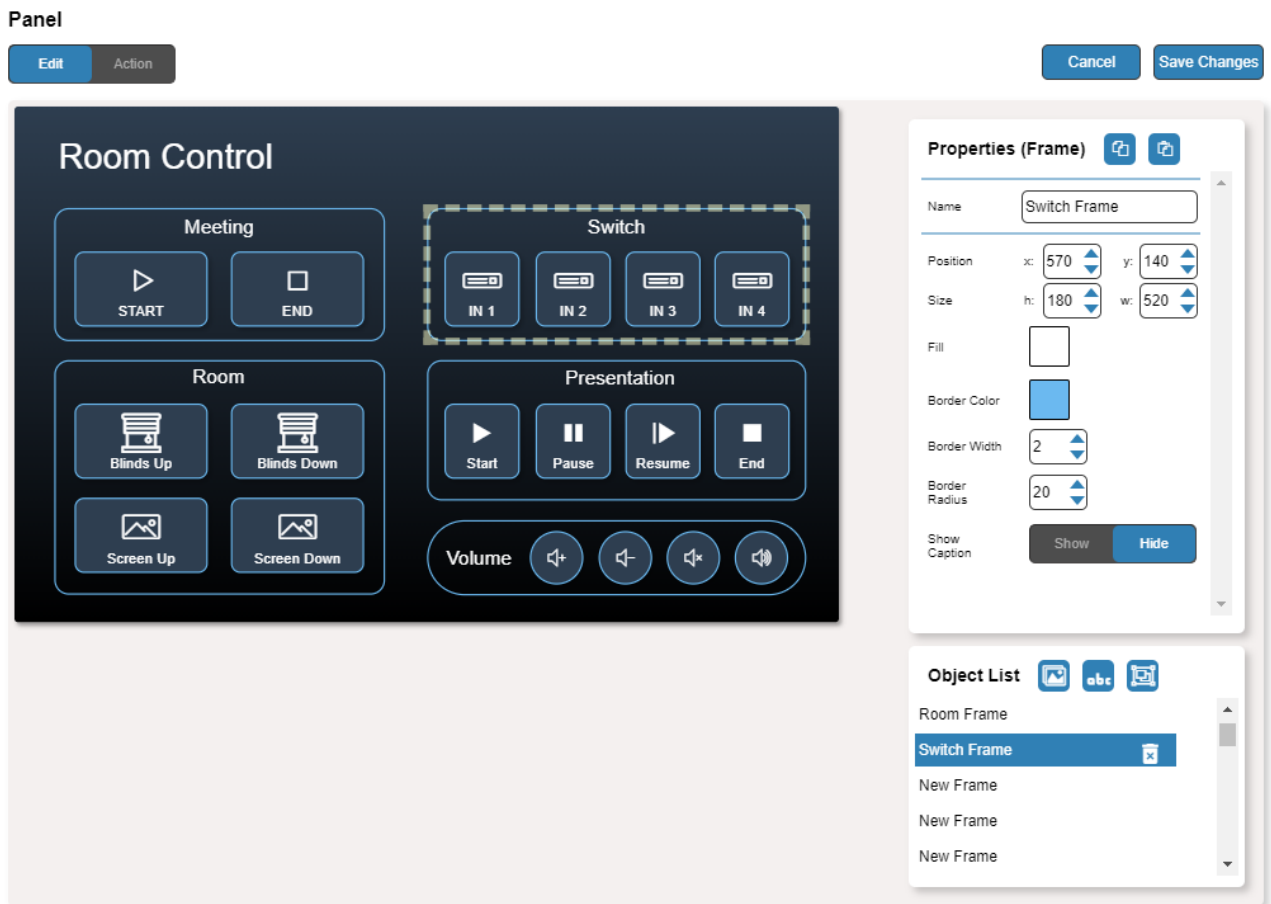 Panel
Edit Action
Cancel Save Changes
Room Control
Meeting
START END
Switch
IN 1 IN 2 IN 3 IN 4
Room
Blinds Up Blinds Down
Screen Up Screen Down
Presentation
Start Pause Resume End
Volume
Properties (Frame)
Name Switch Frame
Position x: 570 y: 140
Size h: 180 w: 520
Fill
Border Color
Border Width 2
Border
Radius 20
Show
Caption Show Hide
Object List abc
Room Frame
Switch Frame
New Frame
New Frame
New Frame